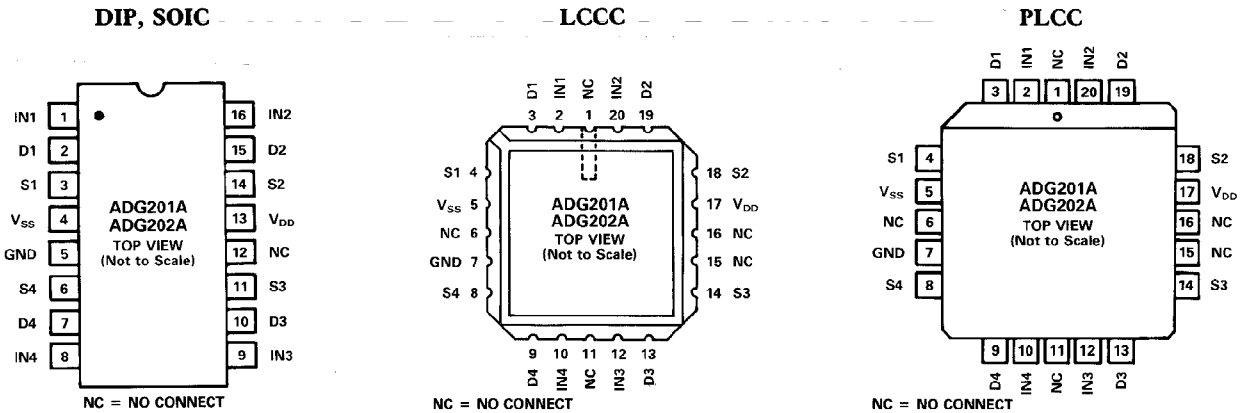 DIP, SOIC
IN1 1
D1 2
S1 3
VSS 4
GND 5
S4 6
D4 7
IN4 8
16 IN2
15 D2
14 S2
13 VDD
12 NC
11 S3
10 D3
9 IN3
ADG201A
ADG202A
TOP VIEW
(Not to Scale)
NC = NO CONNECT
LCCC
D1 IN1 NC IN2 D2
3 2 1 20 19
S1 4
VSS 5
NC 6
GND 7
S4 8
18 S2
17 VDD
16 NC
15 NC
14 S3
ADG201A
ADG202A
TOP VIEW
(Not to Scale)
9 10 11 12 13
D4 IN4 NC IN3 D3
NC = NO CONNECT
PLCC
D1 IN1 NC IN2 D2
3 2 1 20 19
S1 4
VSS 5
NC 6
GND 7
S4 8
18 S2
17 VDD
16 NC
15 NC
14 S3
ADG201A
ADG202A
TOP VIEW
(Not to Scale)
9 10 11 12 13
D4 IN4 NC IN3 D3
NC = NO CONNECT